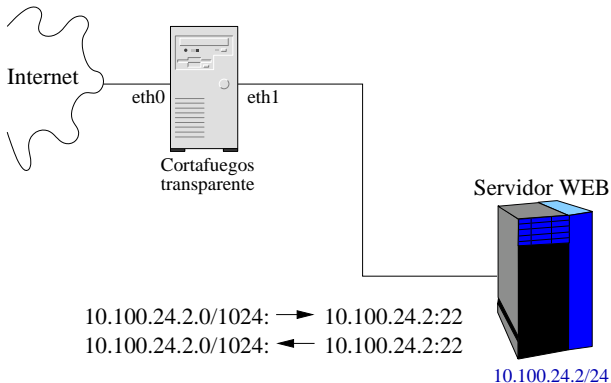 Internet
eth0
eth1
Cortafuegos
transparente
Servidor WEB
10.100.24.2.0/1024: → 10.100.24.2:22
10.100.24.2.0/1024: ← 10.100.24.2:22
10.100.24.2/24